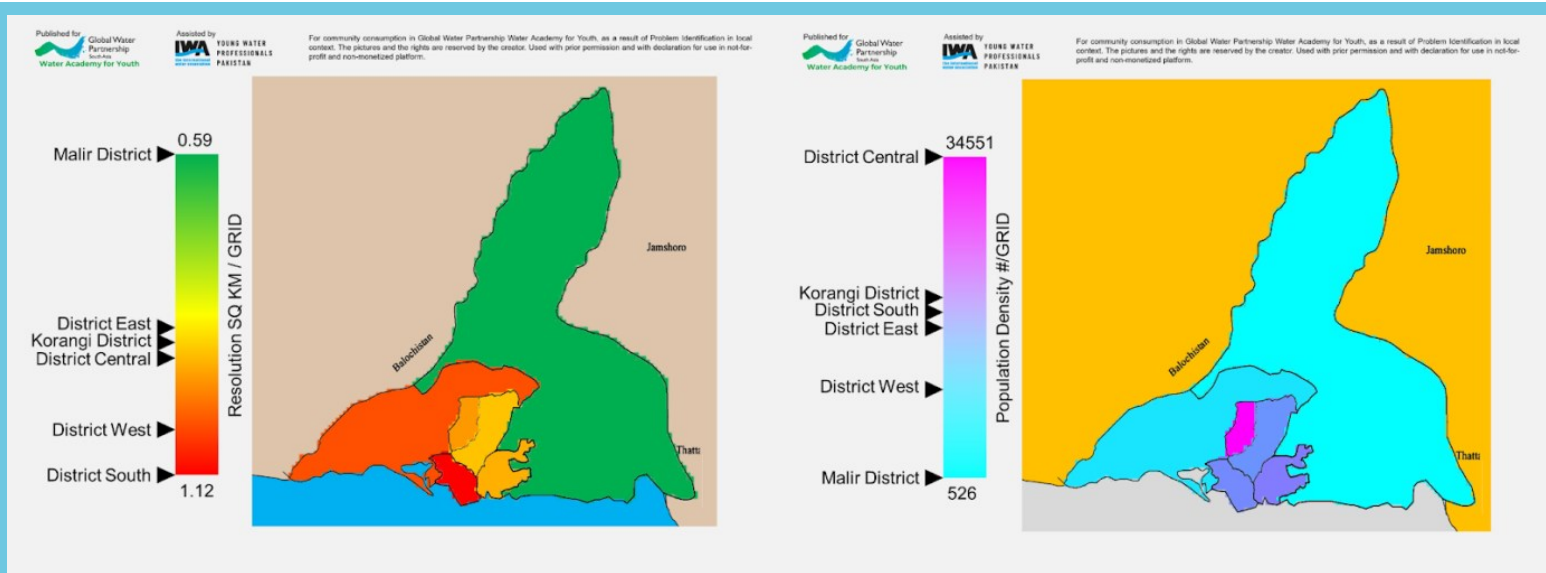 Published for
Global Water
Partnership
South Asia
Water Academy for Youth
Assisted by
IWA
YOUNG WATER
PROFESSIONALS
PAKISTAN
For community consumption in Global Water Partnership Water Academy for Youth, as a result of Problem Identification in local
context. The pictures and the rights are reserved by the creator. Used with prior permission and with declaration for use in not-for-
profit and non-monetized platform.
0.59
Malir District
District East
Korangi District
District Central
District West
District South
1.12
Resolution SQ KM / GRID
Jamshoro
Balochistan
Thatta
Published for
Global Water
Partnership
South Asia
Water Academy for Youth
Assisted by
IWA
YOUNG WATER
PROFESSIONALS
PAKISTAN
For community consumption in Global Water Partnership Water Academy for Youth, as a result of Problem Identification in local
context. The pictures and the rights are reserved by the creator. Used with prior permission and with declaration for use in not-for-
profit and non-monetized platform.
34551
District Central
Korangi District
District South
District East
District West
Malir District
526
Population Density #/GRID
Jamshoro
Balochistan
Thatta